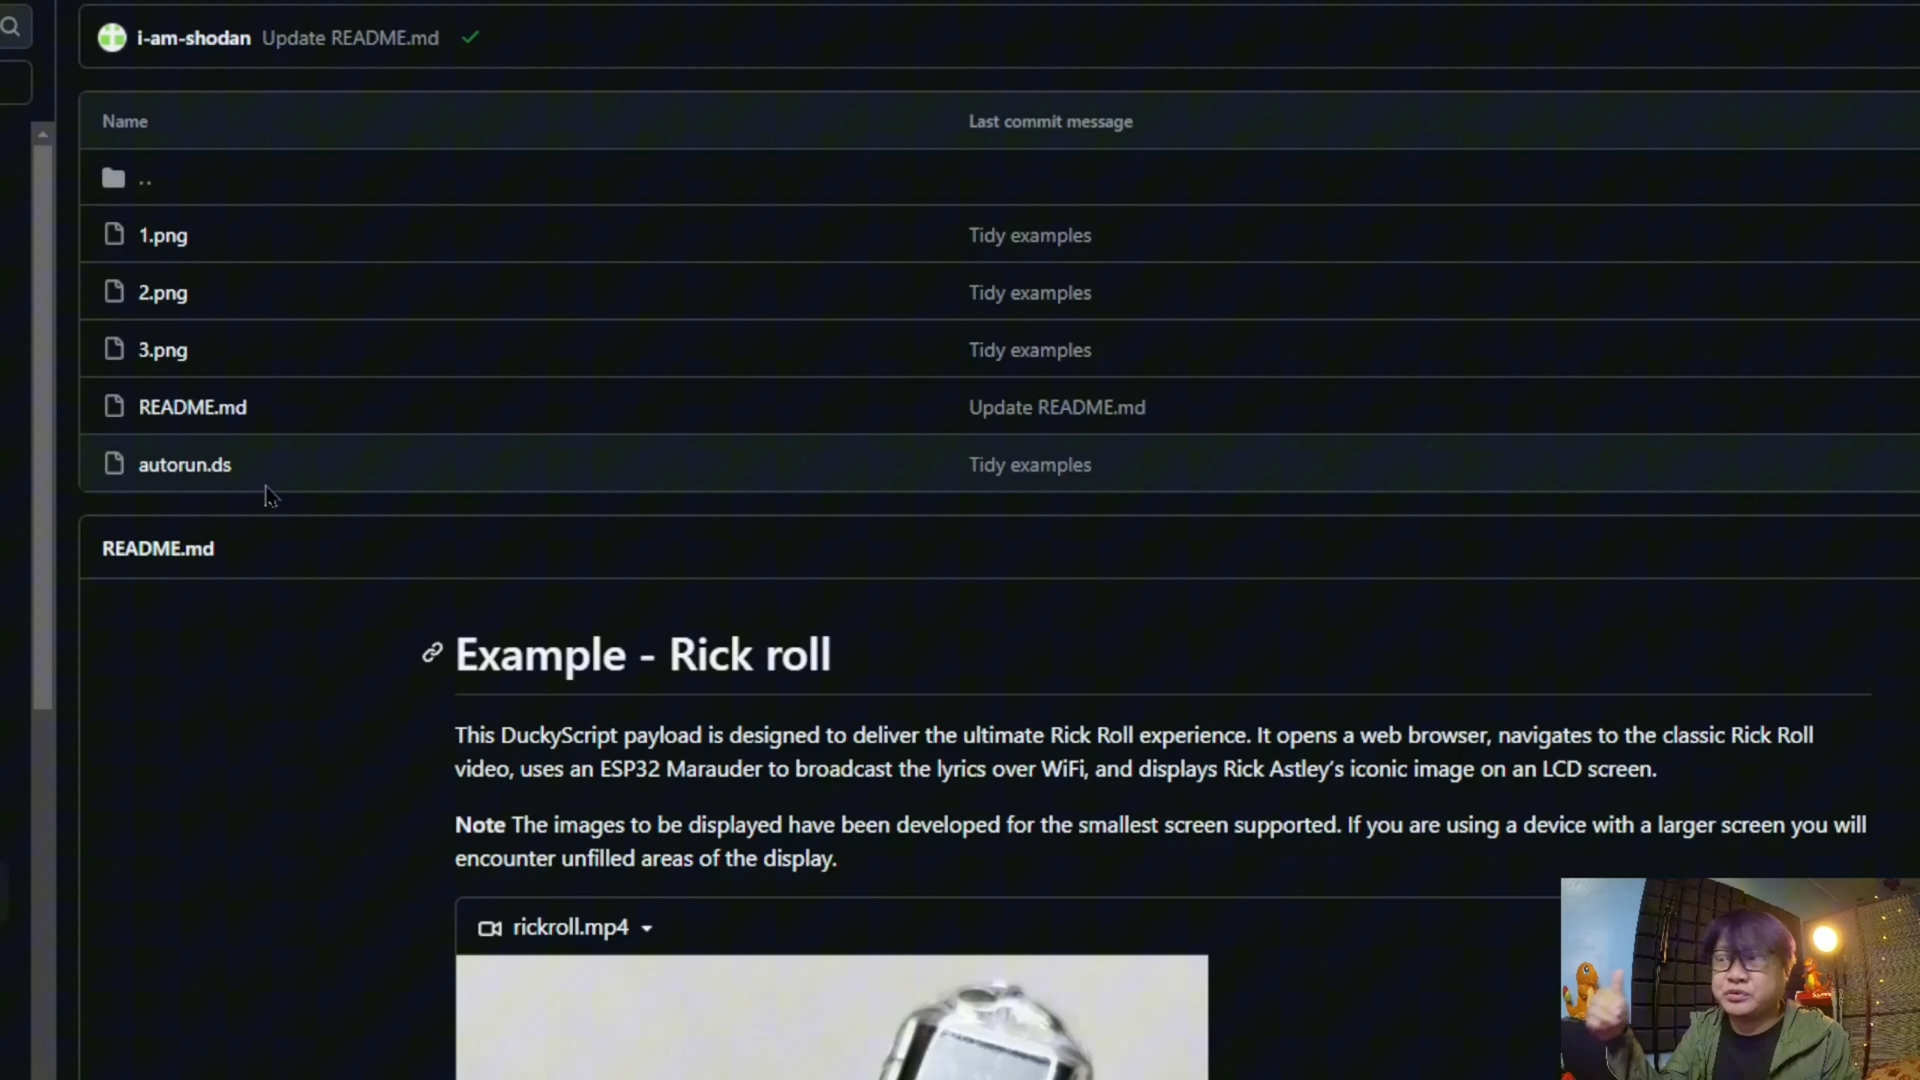 i-am-shodan Update README.md
Name Last commit message
..
1.png Tidy examples
2.png Tidy examples
3.png Tidy examples
README.md Update README.md
autorun.ds Tidy examples
README.md
Example - Rick roll
This DuckyScript payload is designed to deliver the ultimate Rick Roll experience. It opens a web browser, navigates to the classic Rick Roll
video, uses an ESP32 Marauder to broadcast the lyrics over WiFi, and displays Rick Astley’s iconic image on an LCD screen.
Note The images to be displayed have been developed for the smallest screen supported. If you are using a device with a larger screen you will
encounter unfilled areas of the display.
rickroll.mp4